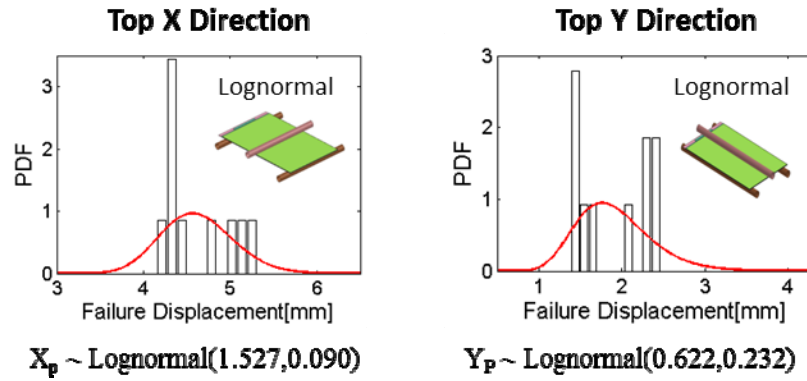 Top X Direction
PDF
3
2
1
0
Lognormal
3 4 5 6
Failure Displacement[mm]
X_p ~ Lognormal(1.527,0.090)
Top Y Direction
PDF
3
2
1
0
Lognormal
1 2 3 4
Failure Displacement[mm]
Y_P ~ Lognormal(0.622,0.232)